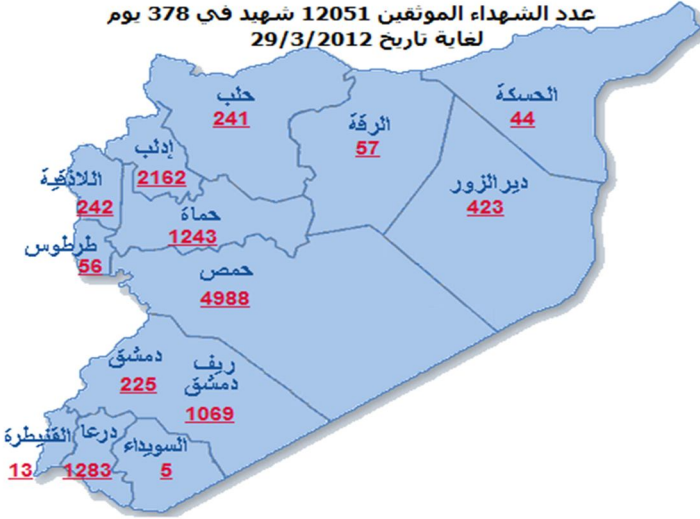 عدد الشهداء الموثقين 12051 شهيد في 378 يوم
لغاية تاريخ 29/3/2012
الحسكة
44
حلب
241
الرقة
57
إدلب
2162
اللاذقية
242
ديرالزور
423
حماة
1243
طرطوس
56
حمص
4988
دمشق
225
ريف
دمشق
1069
القنيطرة
13
درعا
1283
السويداء
5